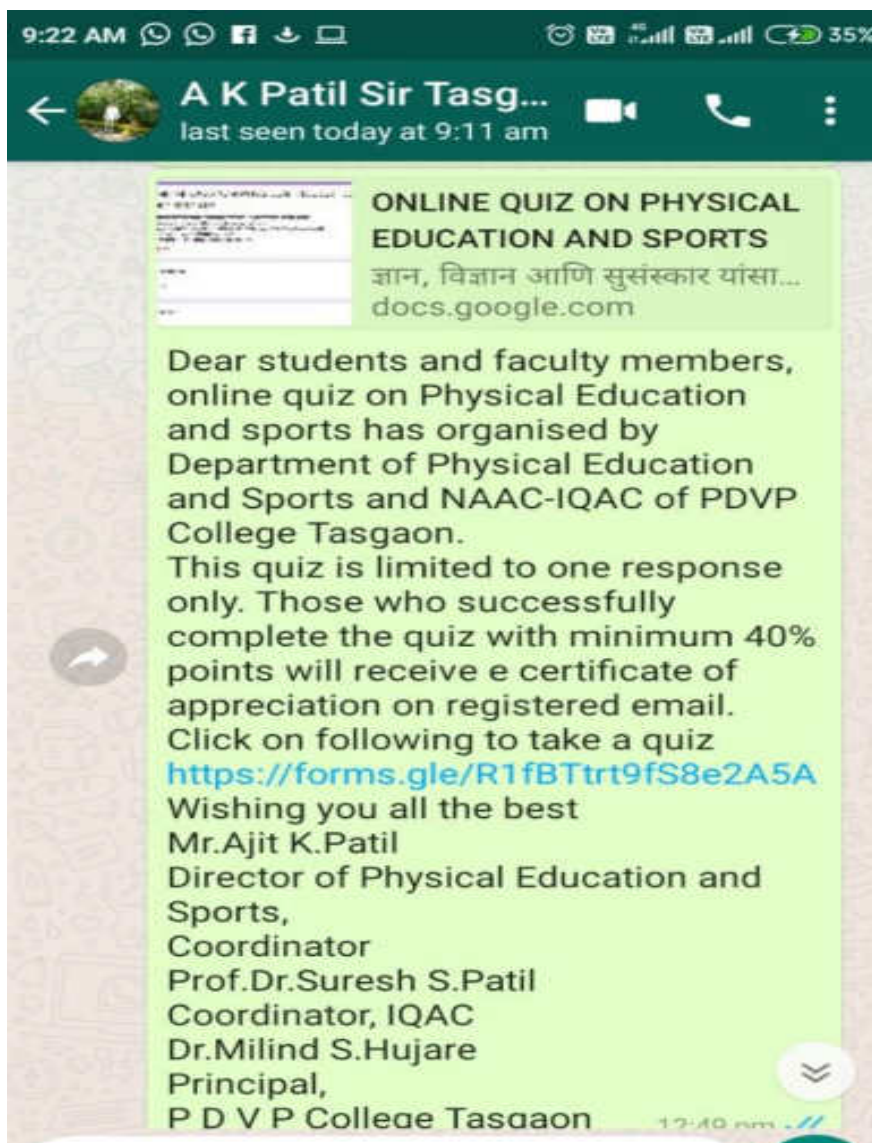 9:22 AM 35%
A K Patil Sir Tasg...
last seen today at 9:11 am
ONLINE QUIZ ON PHYSICAL
EDUCATION AND SPORTS
ज्ञान, विज्ञान आणि सुसंस्कार यांसा...
docs.google.com
Dear students and faculty members,
online quiz on Physical Education
and sports has organised by
Department of Physical Education
and Sports and NAAC-IQAC of PDVP
College Tasgaon.
This quiz is limited to one response
only. Those who successfully
complete the quiz with minimum 40%
points will receive e certificate of
appreciation on registered email.
Click on following to take a quiz
https://forms.gle/R1fBTtrt9fS8e2A5A
Wishing you all the best
Mr.Ajit K.Patil
Director of Physical Education and
Sports,
Coordinator
Prof.Dr.Suresh S.Patil
Coordinator, IQAC
Dr.Milind S.Hujare
Principal,
P D V P College Tasgaon 12:49 pm